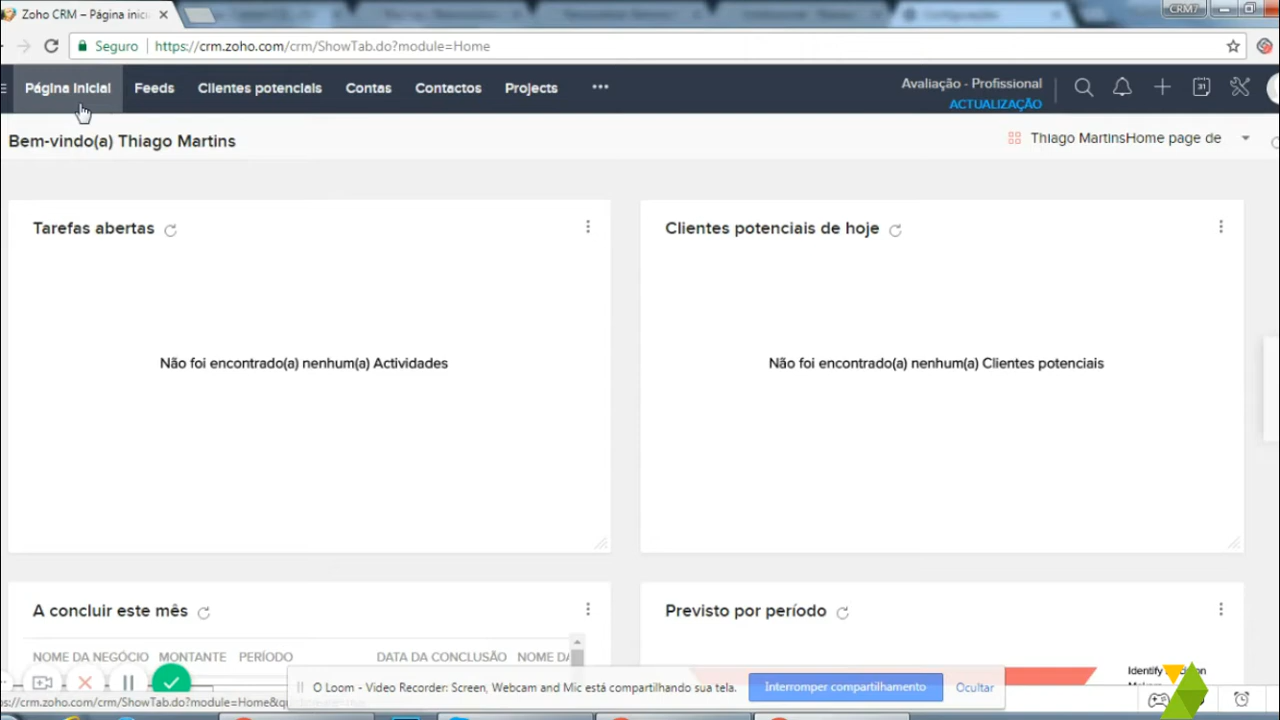 Zoho CRM – Página inici
CRM7
Seguro
https://crm.zoho.com/crm/ShowTab.do?module=Home
Página Inicial
Feeds
Clientes potenciais
Contas
Contactos
Projects
Avaliação - Profissional
ACTUALIZAÇÃO
31
Bem-vindo(a) Thiago Martins
Thiago MartinsHome page de
Tarefas abertas
Clientes potenciais de hoje
Não foi encontrado(a) nenhum(a) Actividades
Não foi encontrado(a) nenhum(a) Clientes potenciais
A concluir este mês
Previsto por período
NOME DA NEGÓCIO MONTANTE PERÍODO DATA DA CONCLUSÃO NOME DA
Identify
O Loom - Video Recorder: Screen, Webcam and Mic está compartilhando sua tela.
Interromper compartilhamento
Ocultar
s://crm.zoho.com/crm/ShowTab.do?module=Home&q